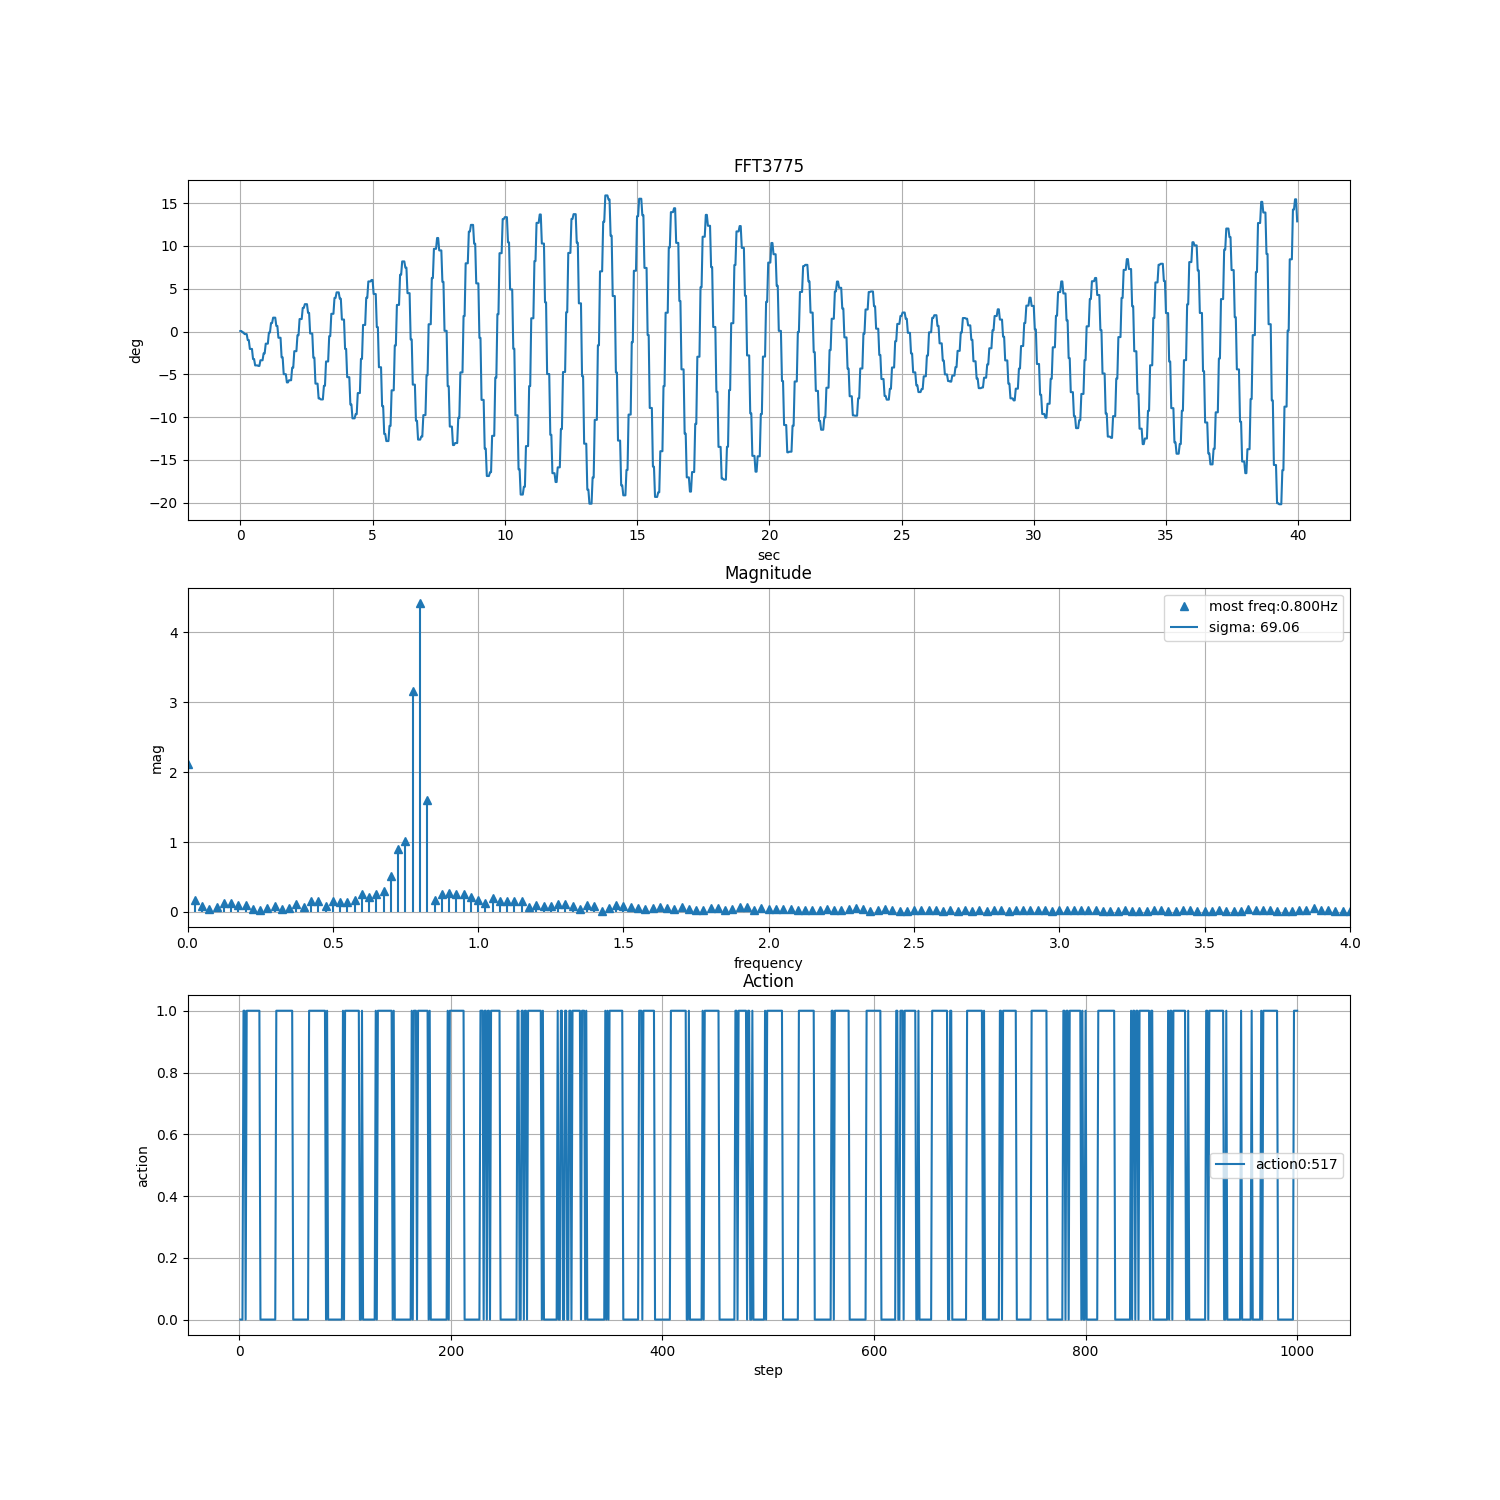 FFT3775
deg
15
10
5
0
−5
−10
−15
−20
0 5 10 15 20 25 30 35 40
sec
Magnitude
most freq:0.800Hz
sigma: 69.06
mag
4
3
2
1
0
0.0 0.5 1.0 1.5 2.0 2.5 3.0 3.5 4.0
frequency
Action
action
1.0
0.8
0.6
0.4
0.2
0.0
action0:517
0 200 400 600 800 1000
step